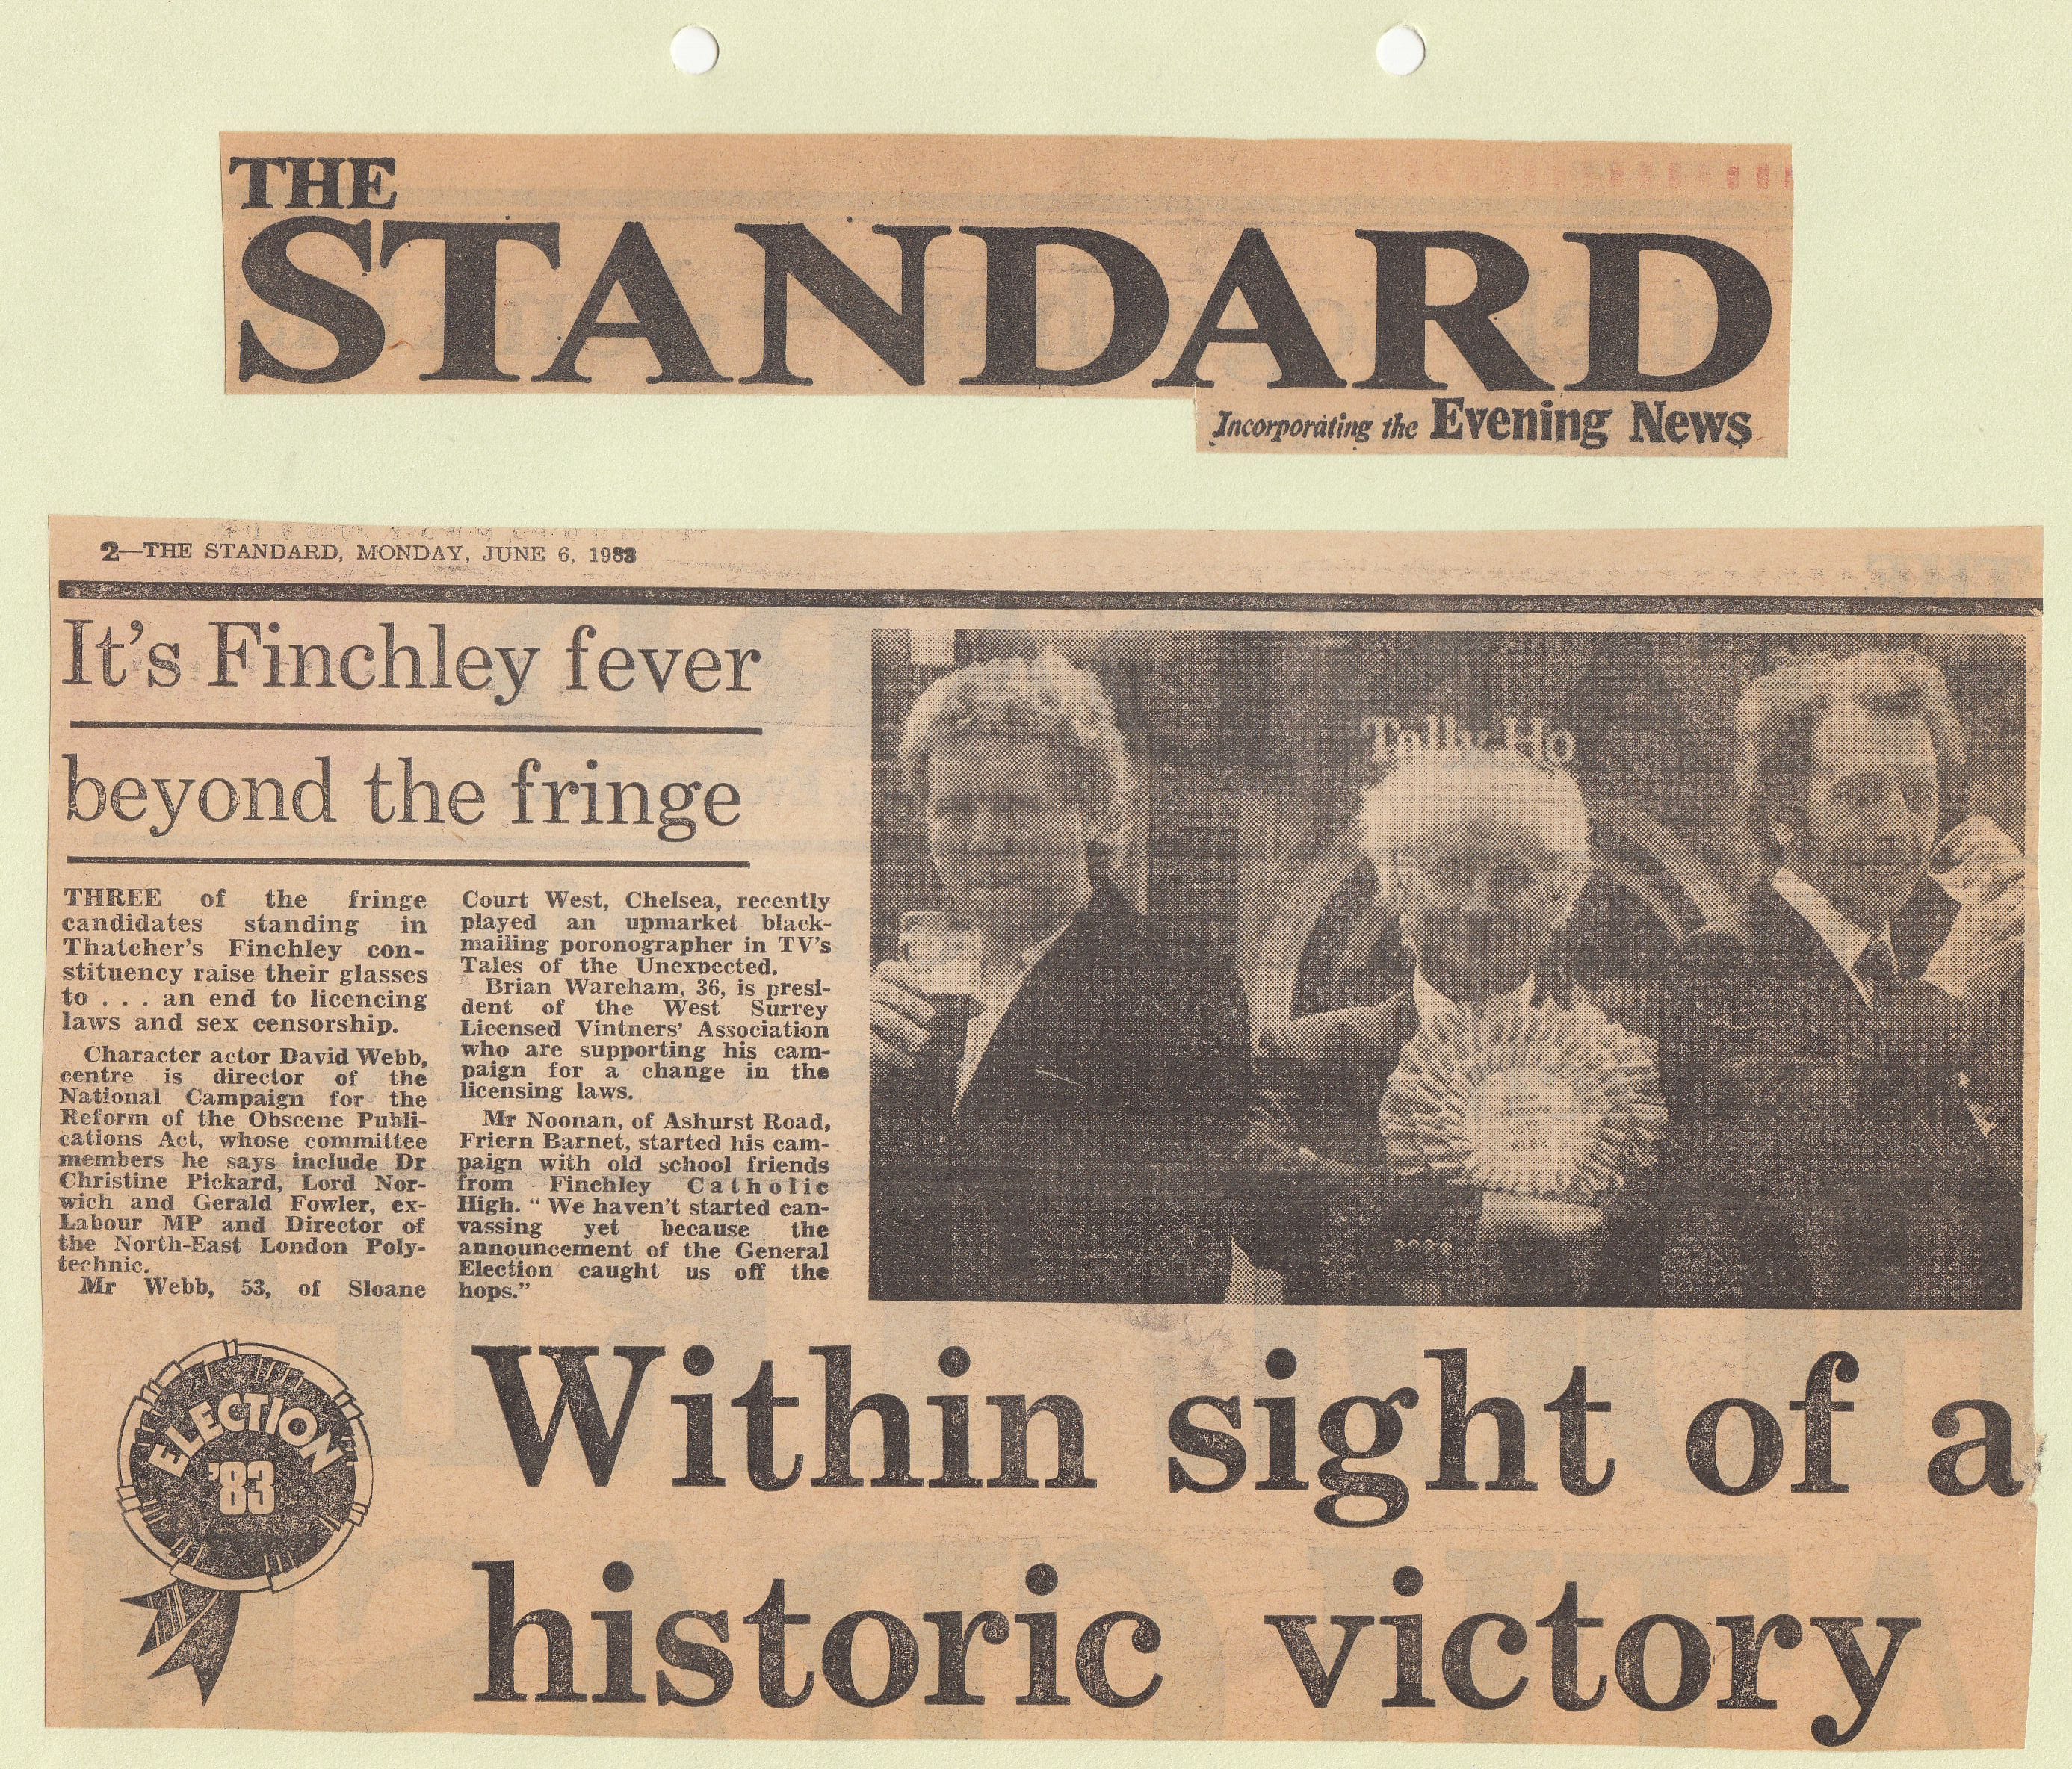 THE
STANDARD
Incorporating the Evening News
2—THE STANDARD, MONDAY, JUNE 6, 1983
It's Finchley fever
beyond the fringe
THREE of the fringe
candidates standing in
Thatcher's Finchley con-
stituency raise their glasses
to . . . an end to licencing
laws and sex censorship.
Character actor David Webb,
centre is director of the
National Campaign for the
Reform of the Obscene Publi-
cations Act, whose committee
members he says include Dr
Christine Pickard, Lord Nor-
wich and Gerald Fowler, ex-
Labour MP and Director of
the North-East London Poly-
technic.
Mr Webb, 53, of Sloane
Court West, Chelsea, recently
played an upmarket black-
mailing poronographer in TV's
Tales of the Unexpected.
Brian Wareham, 36, is presi-
dent of the West Surrey
Licensed Vintners' Association
who are supporting his cam-
paign for a change in the
licensing laws.
Mr Noonan, of Ashurst Road,
Friern Barnet, started his cam-
paign with old school friends
from Finchley Catholic
High. “ We haven't started can-
vassing yet because the
announcement of the General
Election caught us off the
hops.”
Tally Ho
ELECTION
'83
Within sight of a
historic victory